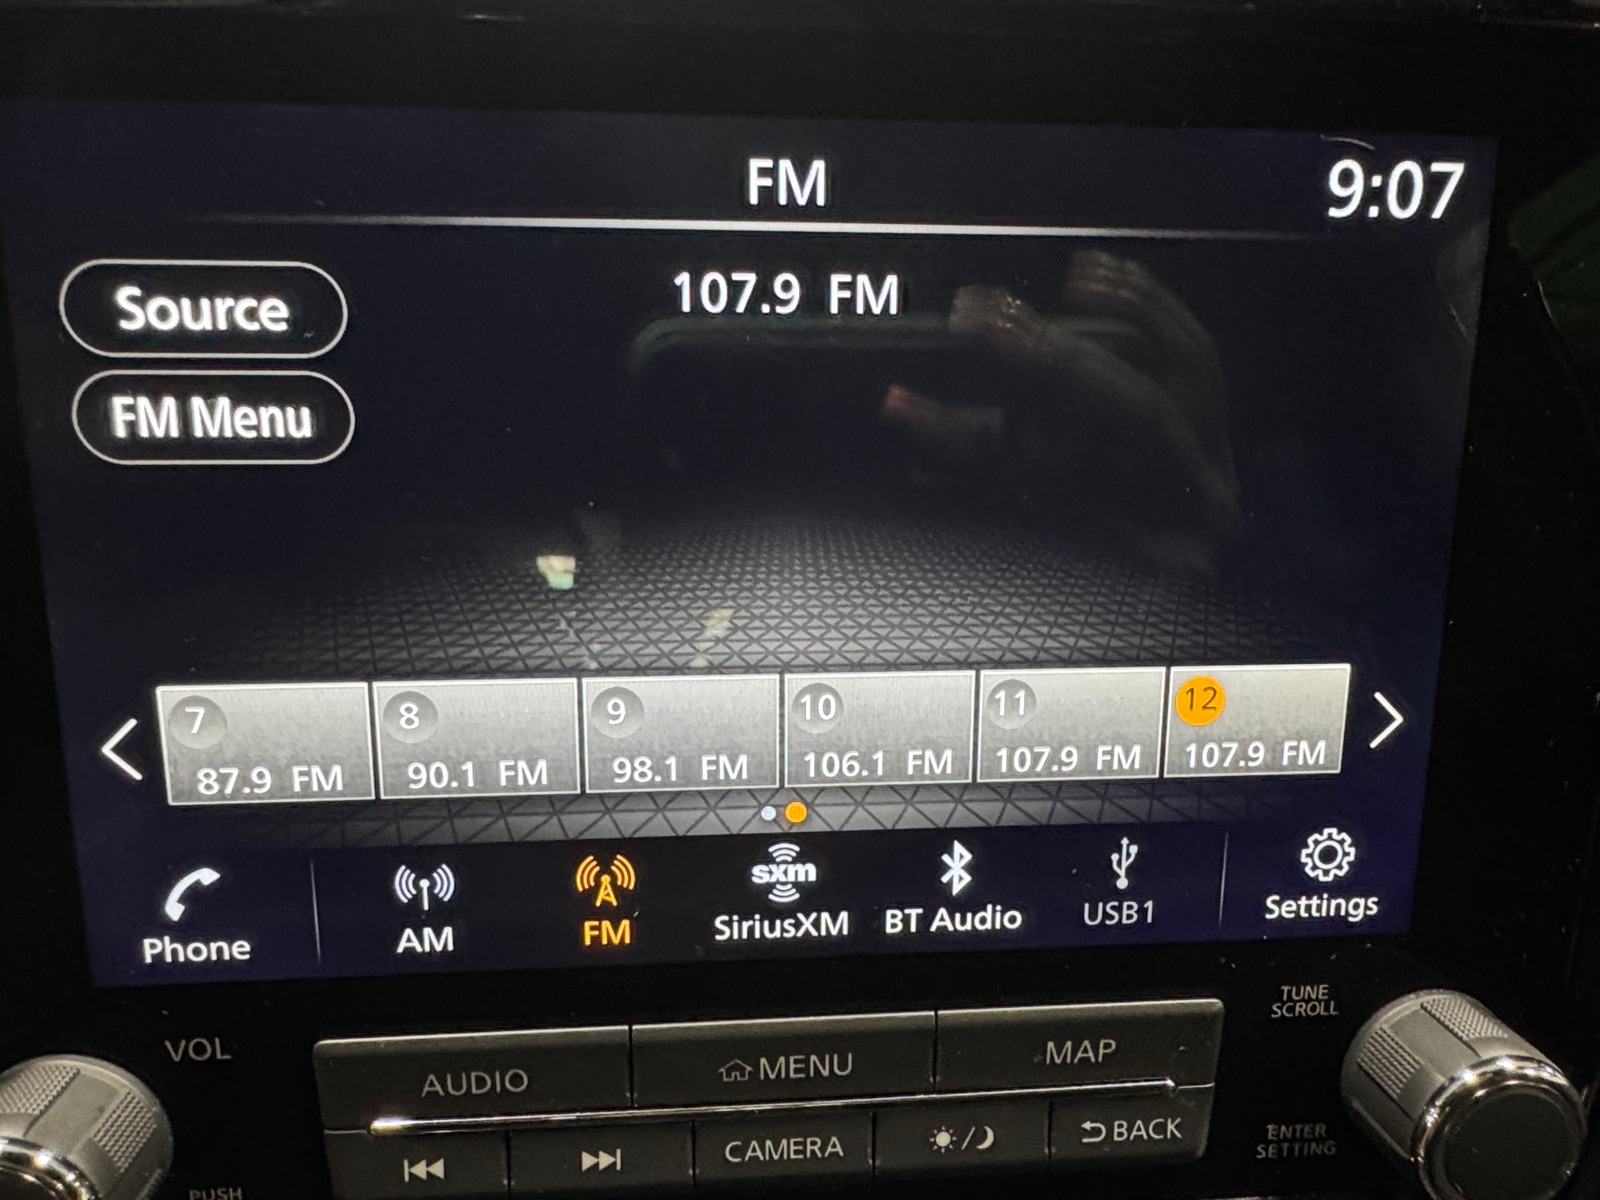 FM
9:07
Source
107.9 FM
FM Menu
7
8
9
10
11
12
87.9 FM
90.1 FM
98.1 FM
106.1 FM
107.9 FM
107.9 FM
sxm
Phone
AM
FM
SiriusXM
BT Audio
USB1
Settings
TUNE
SCROLL
VOL
AUDIO
MENU
MAP
CAMERA
BACK
ENTER
SETTING
PUSH